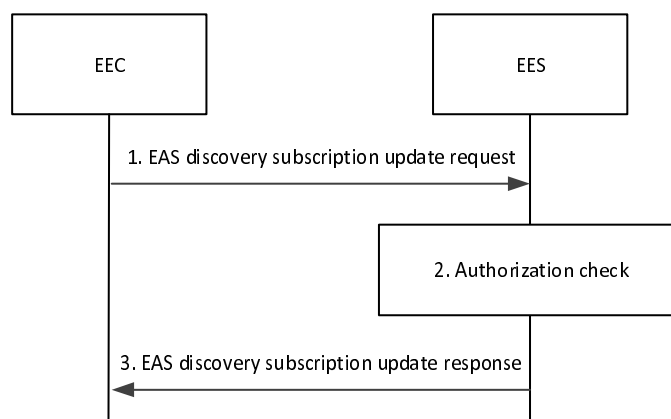 EEC
EES
1. EAS discovery subscription update request
2. Authorization check
3. EAS discovery subscription update response